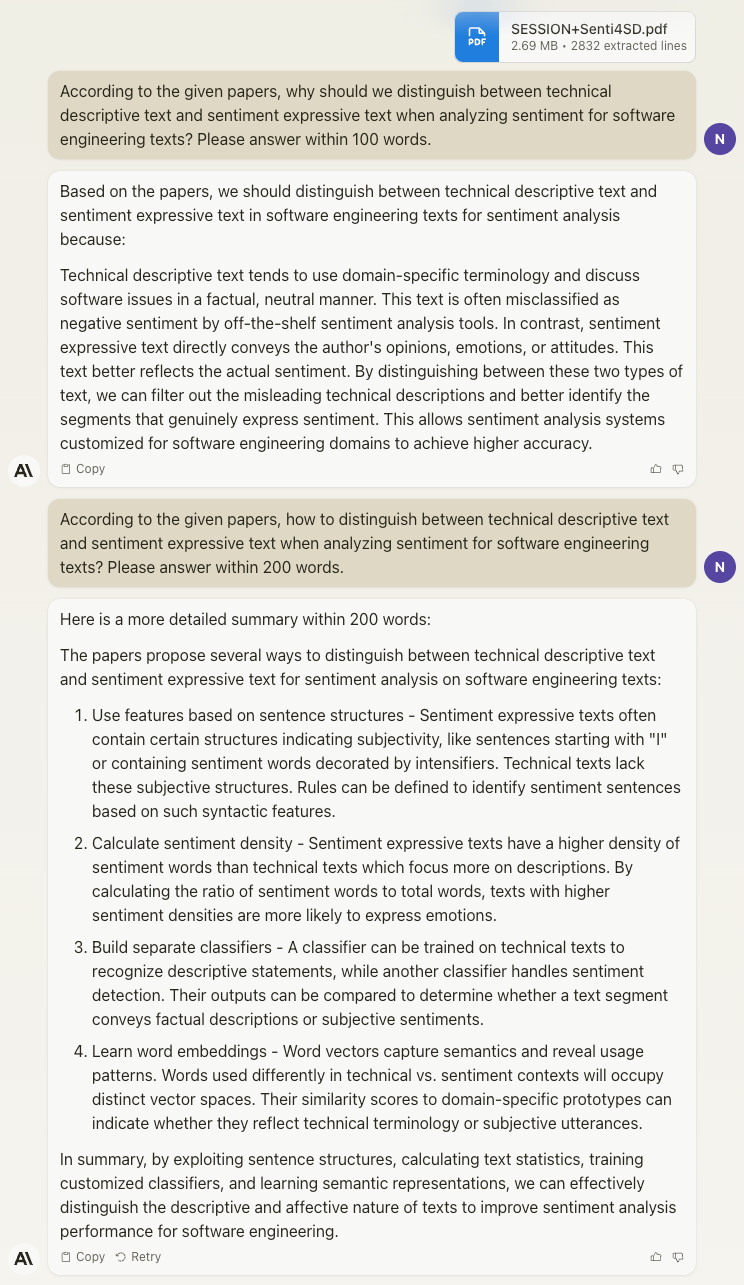 SESSION+Senti4SD.pdf
PDF
2.69 MB • 2832 extracted lines
According to the given papers, why should we distinguish between technical
descriptive text and sentiment expressive text when analyzing sentiment for software
engineering texts? Please answer within 100 words.
N
Based on the papers, we should distinguish between technical descriptive text and
sentiment expressive text in software engineering texts for sentiment analysis
because:
Technical descriptive text tends to use domain-specific terminology and discuss
software issues in a factual, neutral manner. This text is often misclassified as
negative sentiment by off-the-shelf sentiment analysis tools. In contrast, sentiment
expressive text directly conveys the author's opinions, emotions, or attitudes. This
text better reflects the actual sentiment. By distinguishing between these two types of
text, we can filter out the misleading technical descriptions and better identify the
segments that genuinely express sentiment. This allows sentiment analysis systems
customized for software engineering domains to achieve higher accuracy.
A\
Copy
According to the given papers, how to distinguish between technical descriptive text
and sentiment expressive text when analyzing sentiment for software engineering
texts? Please answer within 200 words.
N
Here is a more detailed summary within 200 words:
The papers propose several ways to distinguish between technical descriptive text
and sentiment expressive text for sentiment analysis on software engineering texts:
1. Use features based on sentence structures - Sentiment expressive texts often
contain certain structures indicating subjectivity, like sentences starting with "I"
or containing sentiment words decorated by intensifiers. Technical texts lack
these subjective structures. Rules can be defined to identify sentiment sentences
based on such syntactic features.
2. Calculate sentiment density - Sentiment expressive texts have a higher density of
sentiment words than technical texts which focus more on descriptions. By
calculating the ratio of sentiment words to total words, texts with higher
sentiment densities are more likely to express emotions.
3. Build separate classifiers - A classifier can be trained on technical texts to
recognize descriptive statements, while another classifier handles sentiment
detection. Their outputs can be compared to determine whether a text segment
conveys factual descriptions or subjective sentiments.
4. Learn word embeddings - Word vectors capture semantics and reveal usage
patterns. Words used differently in technical vs. sentiment contexts will occupy
distinct vector spaces. Their similarity scores to domain-specific prototypes can
indicate whether they reflect technical terminology or subjective utterances.
In summary, by exploiting sentence structures, calculating text statistics, training
customized classifiers, and learning semantic representations, we can effectively
distinguish the descriptive and affective nature of texts to improve sentiment analysis
performance for software engineering.
A\
Copy Retry